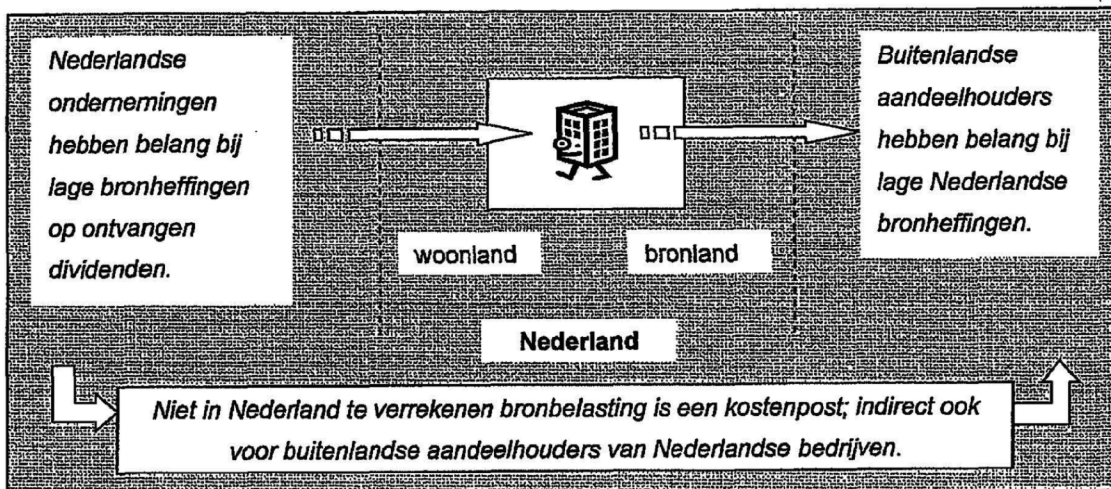 Nederlandse
ondernemingen
hebben belang bij
lage bronheffingen
op ontvangen
dividenden.
Buitenlandse
aandeelhouders
hebben belang bij
lage Nederlandse
bronheffingen.
woonland
bronland
Nederland
Niet in Nederland te verrekenen bronbelasting is een kostenpost; indirect ook
voor buitenlandse aandeelhouders van Nederlandse bedrijven.